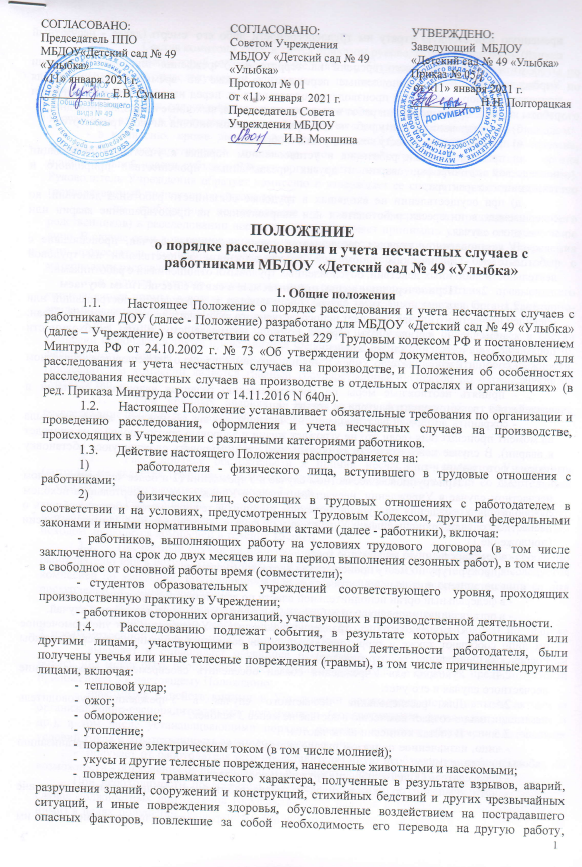 СОГЛАСОВАНО:
Председатель ППО
МБДОУ«Детский сад № 49
«Улыбка»
«11» января 2021 г.
Е.В. Сумина
СОГЛАСОВАНО:
Советом Учреждения
МБДОУ «Детский сад № 49
«Улыбка»
Протокол № 01
от «11» января 2021 г.
Председатель Совета
Учреждения МБДОУ
И.В. Мокшина
УТВЕРЖДЕНО:
Заведующий МБДОУ
«Детский сад № 49 «Улыбка»
Приказ № 05/
от «11» января 2021 г.
Н.Н. Полторацкая
ДОКУМЕНТОВ
ПОЛОЖЕНИЕ
о порядке расследования и учета несчастных случаев с
работниками МБДОУ «Детский сад № 49 «Улыбка»
1. Общие положения
1.1. Настоящее Положение о порядке расследования и учета несчастных случаев с
работниками ДОУ (далее - Положение) разработано для МБДОУ «Детский сад № 49 «Улыбка»
(далее – Учреждение) в соответствии со статьей 229 Трудовым кодексом РФ и постановлением
Минтруда РФ от 24.10.2002 г. № 73 «Об утверждении форм документов, необходимых для
расследования и учета несчастных случаев на производстве, и Положения об особенностях
расследования несчастных случаев на производстве в отдельных отраслях и организациях» (в
ред. Приказа Минтруда России от 14.11.2016 N 640н).
1.2. Настоящее Положение устанавливает обязательные требования по организации и
проведению расследования, оформления и учета несчастных случаев на производстве,
происходящих в Учреждении с различными категориями работников.
1.3. Действие настоящего Положения распространяется на:
1) работодателя - физического лица, вступившего в трудовые отношения с
работниками;
2) физических лиц, состоящих в трудовых отношениях с работодателем в
соответствии и на условиях, предусмотренных Трудовым Кодексом, другими федеральными
законами и иными нормативными правовыми актами (далее - работники), включая:
- работников, выполняющих работу на условиях трудового договора (в том числе
заключенного на срок до двух месяцев или на период выполнения сезонных работ), в том числе
в свободное от основной работы время (совместители);
- студентов образовательных учреждений соответствующего уровня, проходящих
производственную практику в Учреждении;
- работников сторонних организаций, участвующих в производственной деятельности.
1.4. Расследованию подлежат события, в результате которых работниками или
другими лицами, участвующими в производственной деятельности работодателя, были
получены увечья или иные телесные повреждения (травмы), в том числе причиненные другими
лицами, включая:
- тепловой удар;
- ожог;
- обморожение;
- утопление;
- поражение электрическим током (в том числе молнией);
- укусы и другие телесные повреждения, нанесенные животными и насекомыми;
- повреждения травматического характера, полученные в результате взрывов, аварий,
разрушения зданий, сооружений и конструкций, стихийных бедствий и других чрезвычайных
ситуаций, и иные повреждения здоровья, обусловленные воздействием на пострадавшего
опасных факторов, повлекшие за собой необходимость его перевода на другую работу,
1